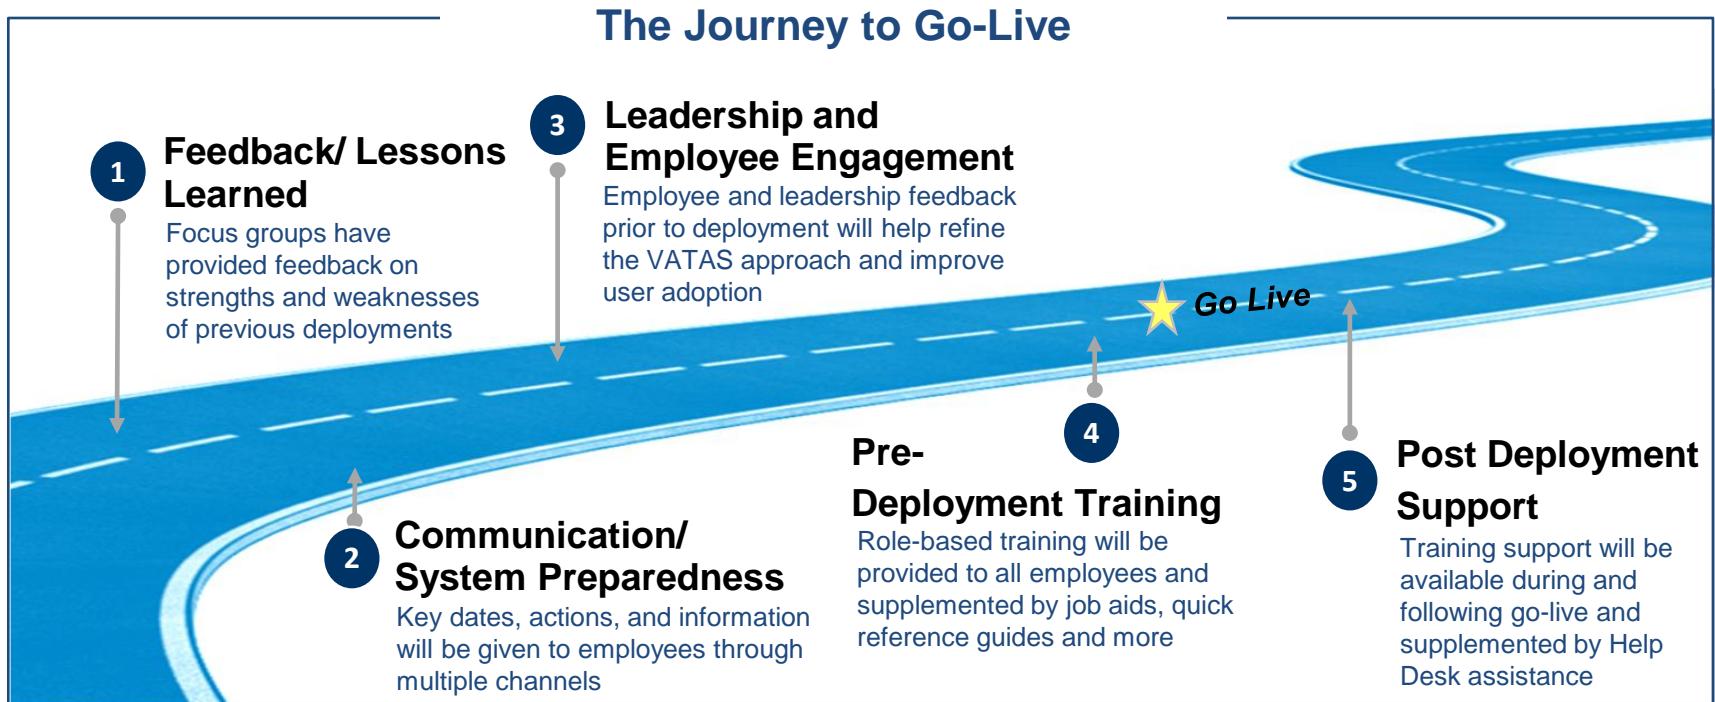 The Journey to Go-Live
1
Feedback/ Lessons
Learned
Focus groups have
provided feedback on
strengths and weaknesses
of previous deployments
2
Communication/
System Preparedness
Key dates, actions, and information
will be given to employees through
multiple channels
3
Leadership and
Employee Engagement
Employee and leadership feedback
prior to deployment will help refine
the VATAS approach and improve
user adoption
4
Pre-
Deployment Training
Role-based training will be
provided to all employees and
supplemented by job aids, quick
reference guides and more
Go Live
5
Post Deployment
Support
Training support will be
available during and
following go-live and
supplemented by Help
Desk assistance